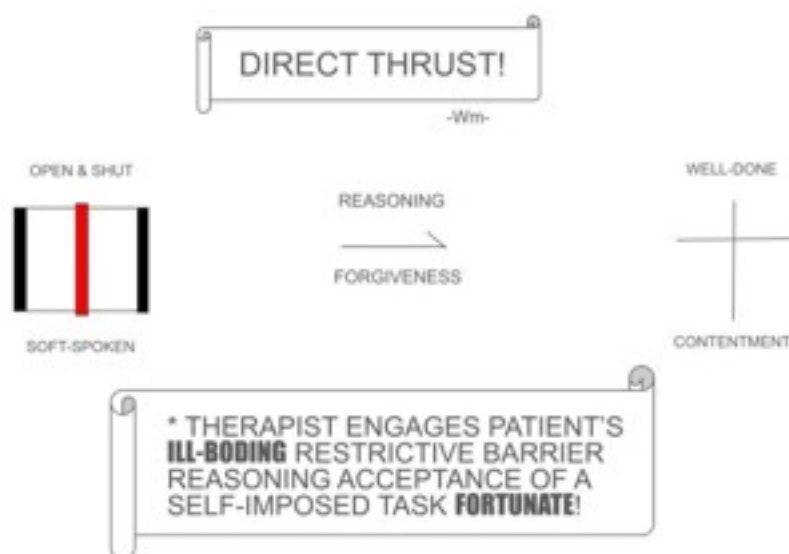 DIRECT THRUST!
-Wm-
OPEN & SHUT
WELL-DONE
REASONING
FORGIVENESS
SOFT-SPOKEN
CONTENTMENT
* THERAPIST ENGAGES PATIENT'S
ILL-BODING RESTRICTIVE BARRIER
REASONING ACCEPTANCE OF A
SELF-IMPOSED TASK FORTUNATE!